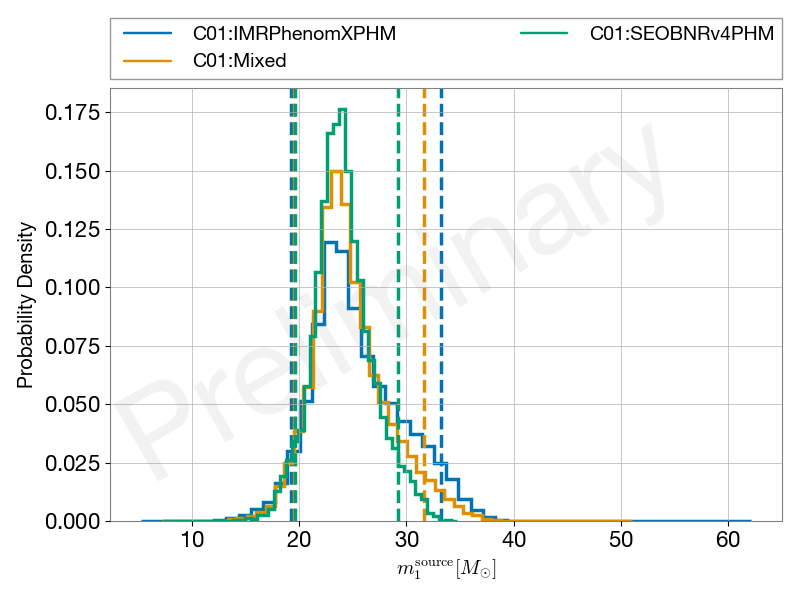 C01:IMRPhenomXPHM
C01:Mixed
C01:SEOBNRv4PHM
Probability Density
0.175
0.150
0.125
0.100
0.075
0.050
0.025
0.000
Preliminary
10 20 30 40 50 60
m₁^source [M⊙]